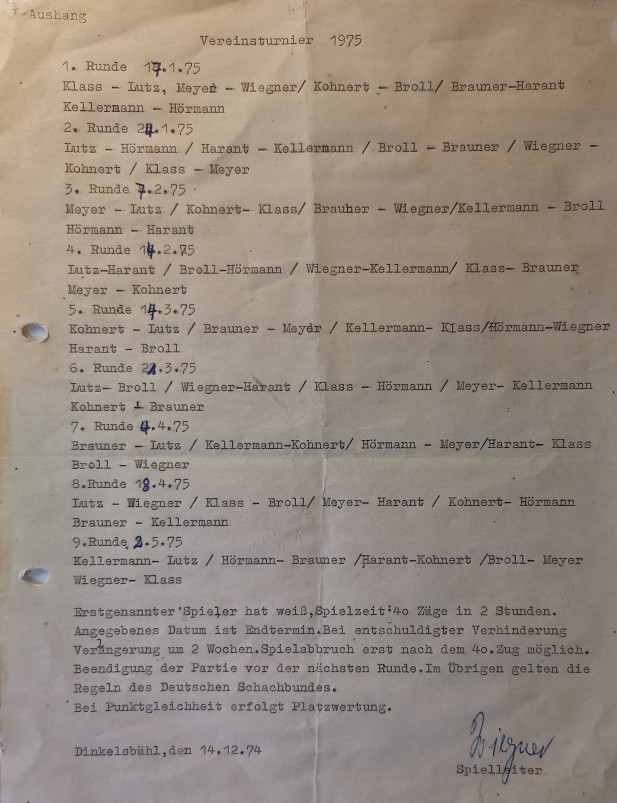 -Aushang
Vereinsturnier 1975
1. Runde 17.1.75
Klass - Lutz, Meyer - Wiegner/ Kohnert - Broll/ Brauner-Harant
Kellermann - Hörmann
2. Runde 24.1.75
Lutz - Hörmann / Harant - Kellermann / Broll - Brauner / Wiegner -
Kohnert / Klass - Meyer
3. Runde 7.2.75
Meyer - Lutz / Kohnert- Klass/ Brauner - Wiegner/Kellermann - Broll
Hörmann - Harant
4. Runde 14.2.75
Lutz-Harant / Broll-Hörmann / Wiegner-Kellermann/ Klass- Brauner
Meyer - Kohnert
5. Runde 14.3.75
Kohnert - Lutz / Brauner - Meyer / Kellermann- Klass/Hörmann-Wiegner
Harant - Broll
6. Runde 21.3.75
Lutz- Broll / Wiegner-Harant / Klass - Hörmann / Meyer- Kellermann
Kohnert - Brauner
7. Runde 4.4.75
Brauner - Lutz / Kellermann-Kohnert/ Hörmann - Meyer/Harant- Klass
Broll - Wiegner
8.Runde 18.4.75
Lutz - Wiegner / Klass - Broll/ Meyer- Harant / Kohnert- Hörmann
Brauner - Kellermann
9.Runde 2.5.75
Kellermann- Lutz / Hörmann- Brauner /Harant-Kohnert /Broll- Meyer
Wiegner- Klass
Erstgenannter Spieler hat weiß,Spielzeit:4o Züge in 2 Stunden.
Angegebenes Datum ist Endtermin.Bei entschuldigter Verhinderung
Verlängerung um 2 Wochen.Spielabbruch erst nach dem 4o.Zug möglich.
Beendigung der Partie vor der nächsten Runde.Im Übrigen gelten die
Regeln des Deutschen Schachbundes.
Bei Punktgleichheit erfolgt Platzwertung.
Wiegner
Dinkelsbühl,den 14.12.74
Spielleiter